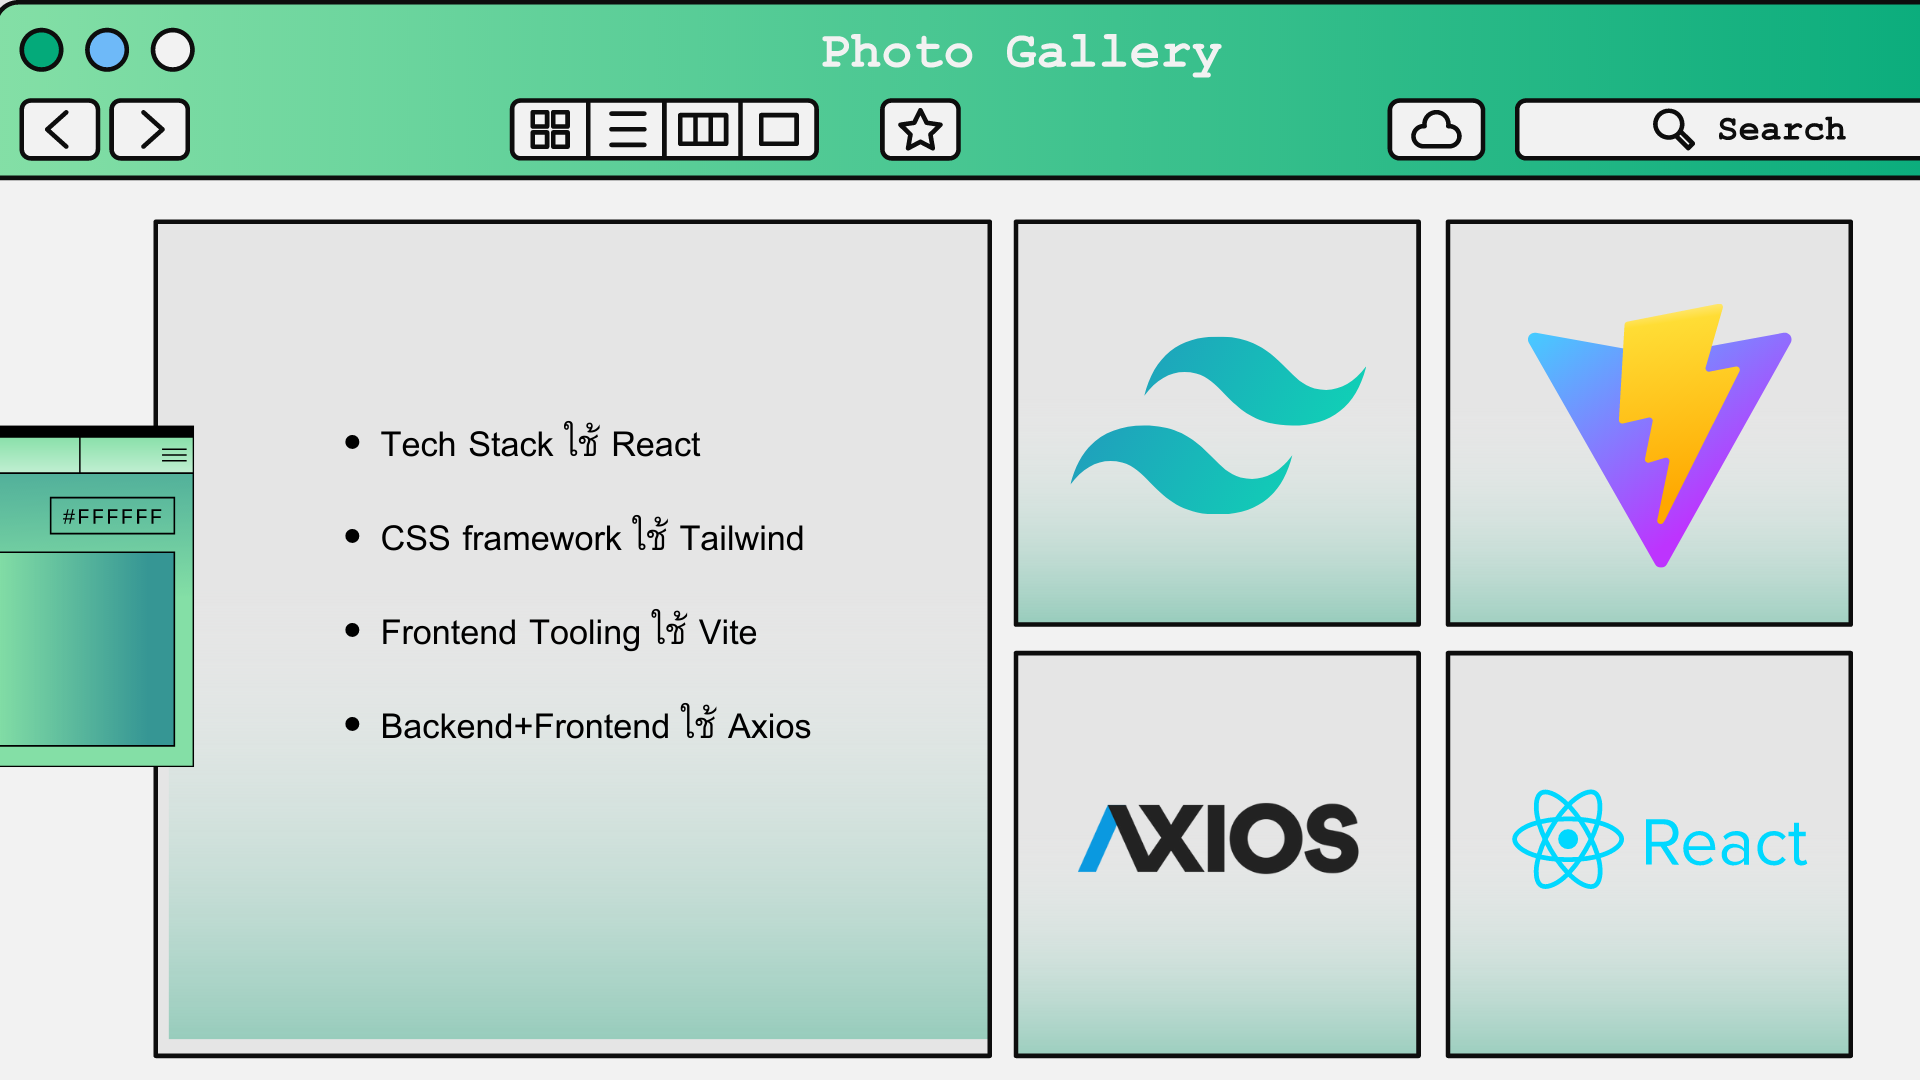 Photo Gallery
Search
Tech Stack ใช้ React
CSS framework ใช้ Tailwind
#FFFFFF
Frontend Tooling ใช้ Vite
Backend+Frontend ใช้ Axios
AXIOS
React